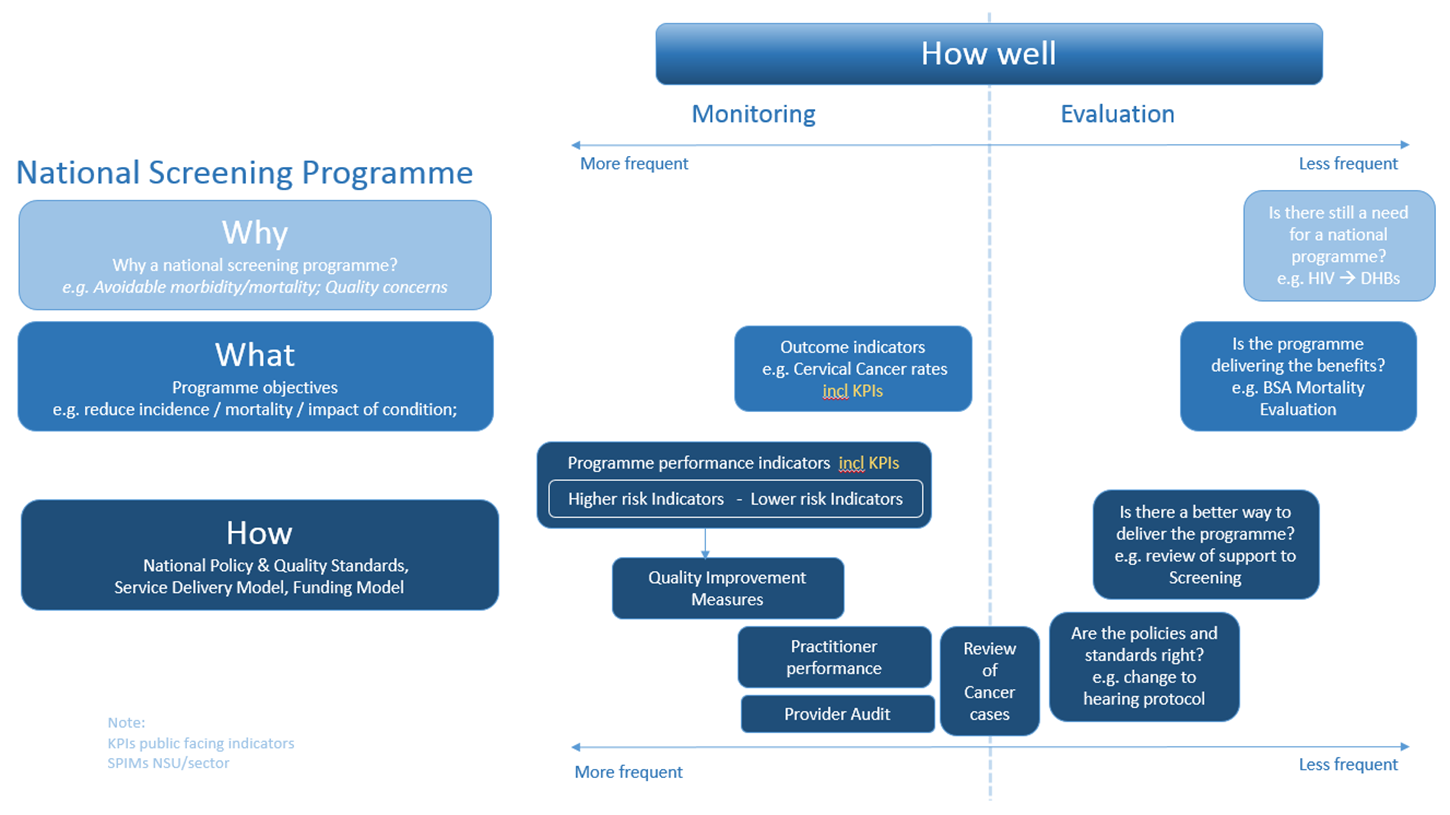 How well
Monitoring
Evaluation
More frequent
Less frequent
National Screening Programme
Why
Why a national screening programme?
e.g. Avoidable morbidity/mortality; Quality concerns
Is there still a need
for a national
programme?
e.g. HIV → DHBs
What
Programme objectives
e.g. reduce incidence / mortality / impact of condition;
Outcome indicators
e.g. Cervical Cancer rates
incl KPIs
Is the programme
delivering the benefits?
e.g. BSA Mortality
Evaluation
How
National Policy & Quality Standards,
Service Delivery Model, Funding Model
Programme performance indicators incl KPIs
Higher risk Indicators - Lower risk Indicators
Quality Improvement
Measures
Practitioner
performance
Provider Audit
Review
of
Cancer
cases
Is there a better way to
deliver the programme?
e.g. review of support to
Screening
Are the policies and
standards right?
e.g. change to
hearing protocol
Note:
KPIs public facing indicators
SPIMs NSU/sector
More frequent
Less frequent